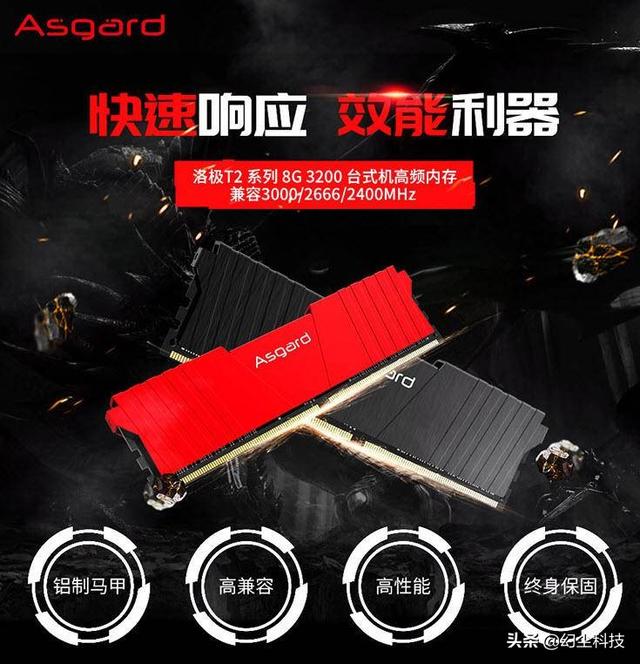 Asgard
快速响应 效能利器
洛极T2 系列 8G 3200 台式机高频内存
兼容3000/2666/2400MHz
Asgard
Asgard
铝制马甲
高兼容
高性能
终身保固
头条@幻尘科技